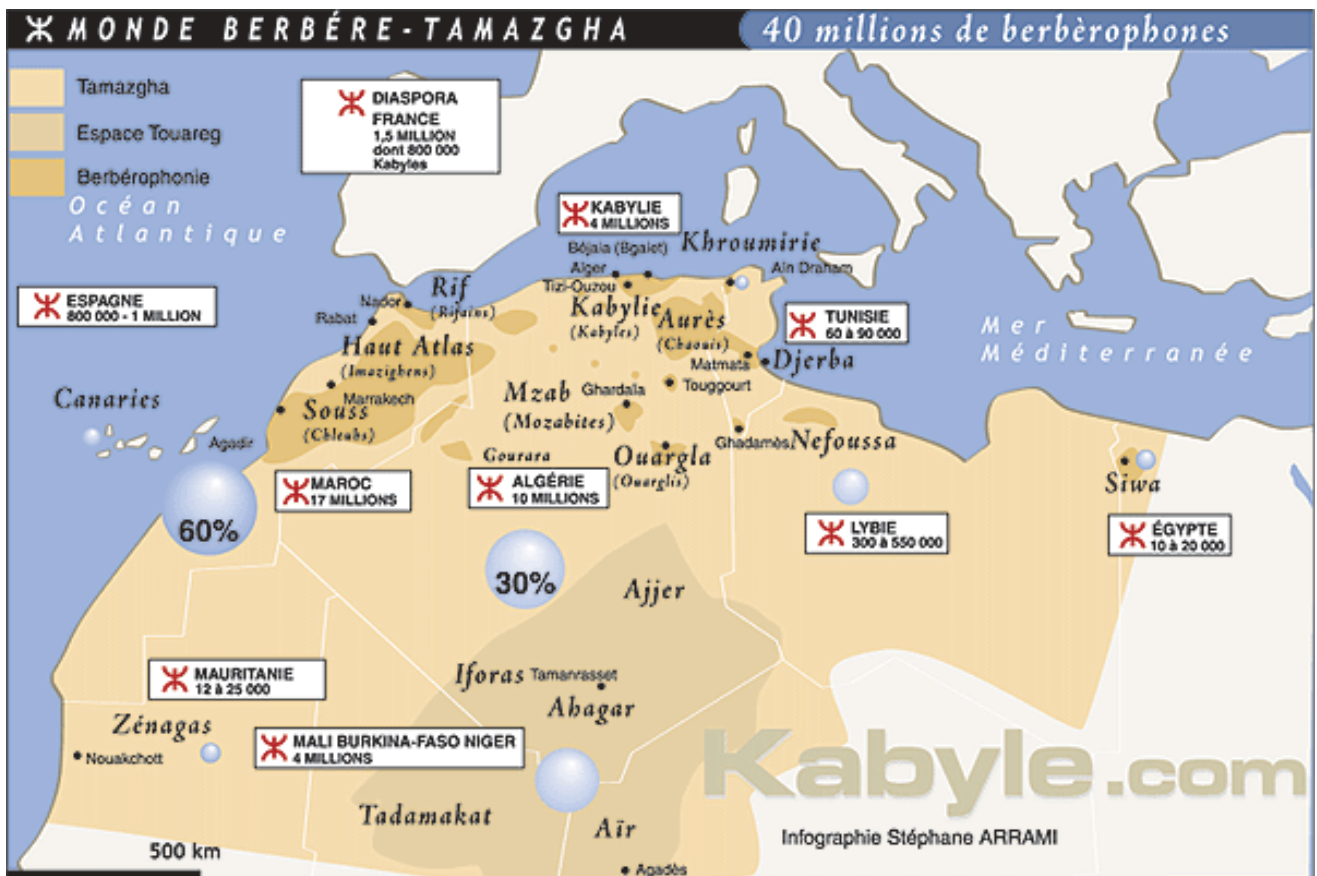 ⵣ MONDE BERBÉRE-TAMAZGHA
40 millions de berbèrophones
Tamazgha
Espace Touareg
Berbérophonie
Océan
Atlantique
ⵣ DIASPORA
FRANCE
1,5 MILLION
dont 800 000
Kabyles
ⵣ KABYLIE
4 MILLIONS
Béjaia (Bgaiet)
Khroumirie
Alger
Aïn Draham
Tizi-Ouzou
ⵣ ESPAGNE
800 000 - 1 MILLION
Nador
Rif
(Rifains)
Rabat
Kabylie
(Kabyles)
Aurès
(Chaouis)
ⵣ TUNISIE
60 à 90 000
Mer
Méditerranée
Haut Atlas
(Imazighens)
Matmata
Djerba
Touggourt
Canaries
Marrakech
Souss
(Chleuhs)
Agadir
Mzab
Ghardaïa
(Mozabites)
Ghadamès
Nefoussa
Gourara
Ouargla
(Ouarglis)
Siwa
ⵣ MAROC
17 MILLIONS
ⵣ ALGÉRIE
10 MILLIONS
60%
30%
ⵣ LYBIE
300 à 550 000
ⵣ ÉGYPTE
10 à 20 000
Ajjer
ⵣ MAURITANIE
12 à 25 000
Iforas
Tamanrasset
Ahagar
Zénagas
Nouakchott
ⵣ MALI BURKINA-FASO NIGER
4 MILLIONS
Kabyle.com
Tadamakat
Aïr
Infographie Stéphane ARRAMI
500 km
Agadès